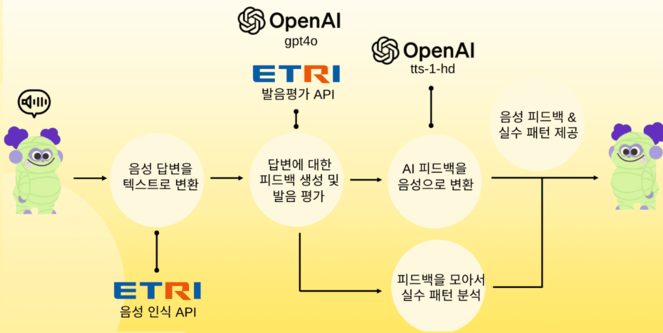 OpenAI
gpt4o
ETRI
발음평가 API
OpenAI
tts-1-hd
음성 피드백 &
실수 패턴 제공
음성 답변을
텍스트로 변환
답변에 대한
피드백 생성 및
발음 평가
AI 피드백을
음성으로 변환
피드백을 모아서
실수 패턴 분석
ETRI
음성 인식 API